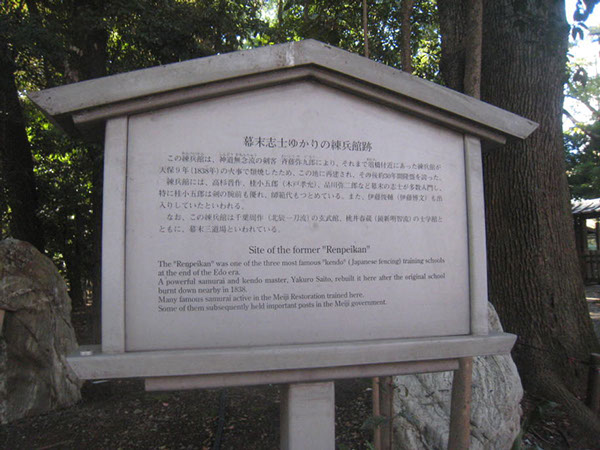 幕末志士ゆかりの練兵館跡
この練兵館は、神道無念流の剣客 斉藤弥九郎により、それまで俎橋付近にあった練兵館が
天保9年(1838年)の火事で類焼したため、この地に再建され、その後約30年間隆盛を誇った。
練兵館には、高杉晋作、桂小五郎(木戸孝允)、品川弥二郎など幕末の志士が多数入門し、
特に桂小五郎は剣の腕前も優れ、師範代もつとめている。また、伊藤俊輔(伊藤博文)も出
入りしていたといわれる。
なお、この練兵館は千葉周作(北辰一刀流)の玄武館、桃井春蔵(鏡新明智流)の士学館と
ともに、幕末三道場といわれている。
Site of the former "Renpeikan"
The "Renpeikan" was one of the three most famous "kendo" ( Japanese fencing) training schools
at the end of the Edo era.
A powerful samurai and kendo master, Yakuro Saito, rebuilt it here after the original school
burnt down nearby in 1838.
Many famous samurai active in the Meiji Restoration trained here.
Some of them subsequently held important posts in the Meiji government.